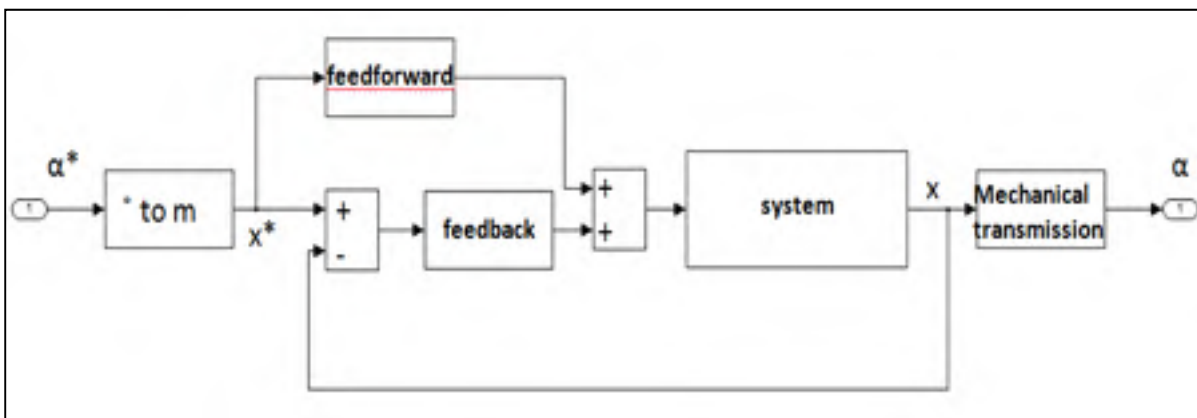 feedforward
α*
1
° to m
x*
+
-
feedback
+
+
system
x
Mechanical
transmission
α
1